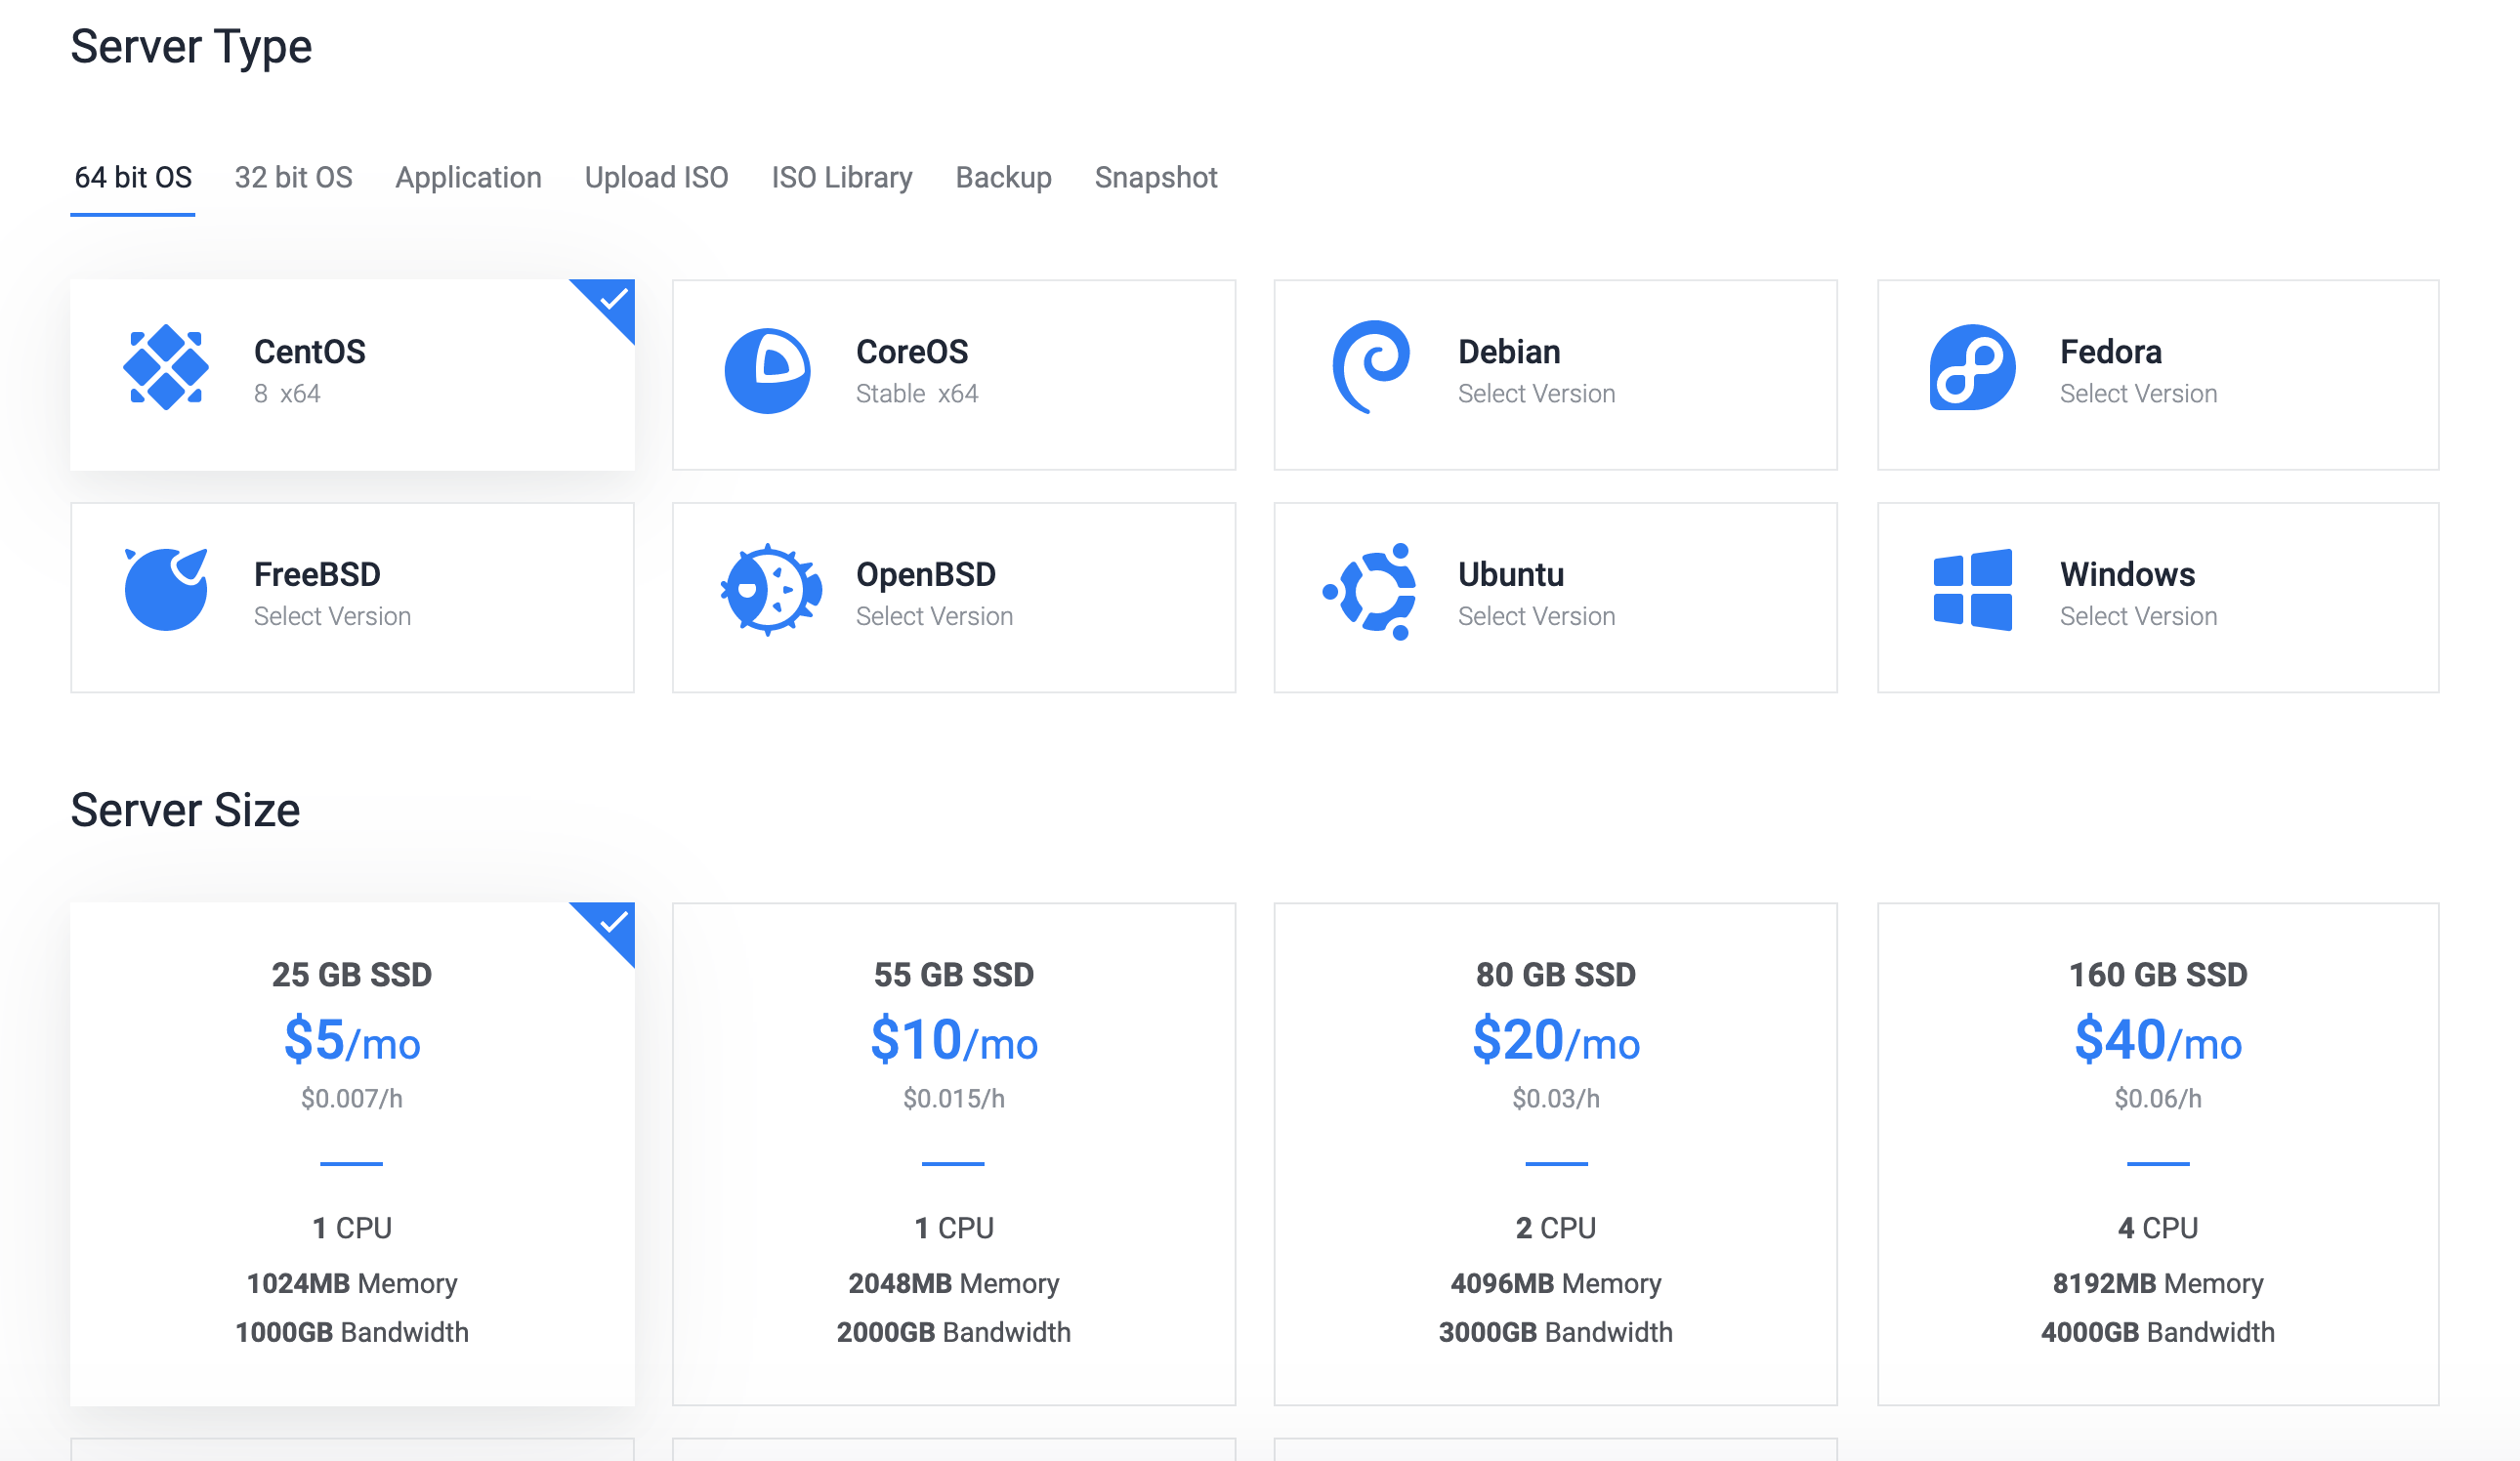 Server Type
64 bit OS 32 bit OS Application Upload ISO ISO Library Backup Snapshot
CentOS
8 x64
CoreOS
Stable x64
Debian
Select Version
Fedora
Select Version
FreeBSD
Select Version
OpenBSD
Select Version
Ubuntu
Select Version
Windows
Select Version
Server Size
25 GB SSD
$5/mo
$0.007/h
1 CPU
1024MB Memory
1000GB Bandwidth
55 GB SSD
$10/mo
$0.015/h
1 CPU
2048MB Memory
2000GB Bandwidth
80 GB SSD
$20/mo
$0.03/h
2 CPU
4096MB Memory
3000GB Bandwidth
160 GB SSD
$40/mo
$0.06/h
4 CPU
8192MB Memory
4000GB Bandwidth